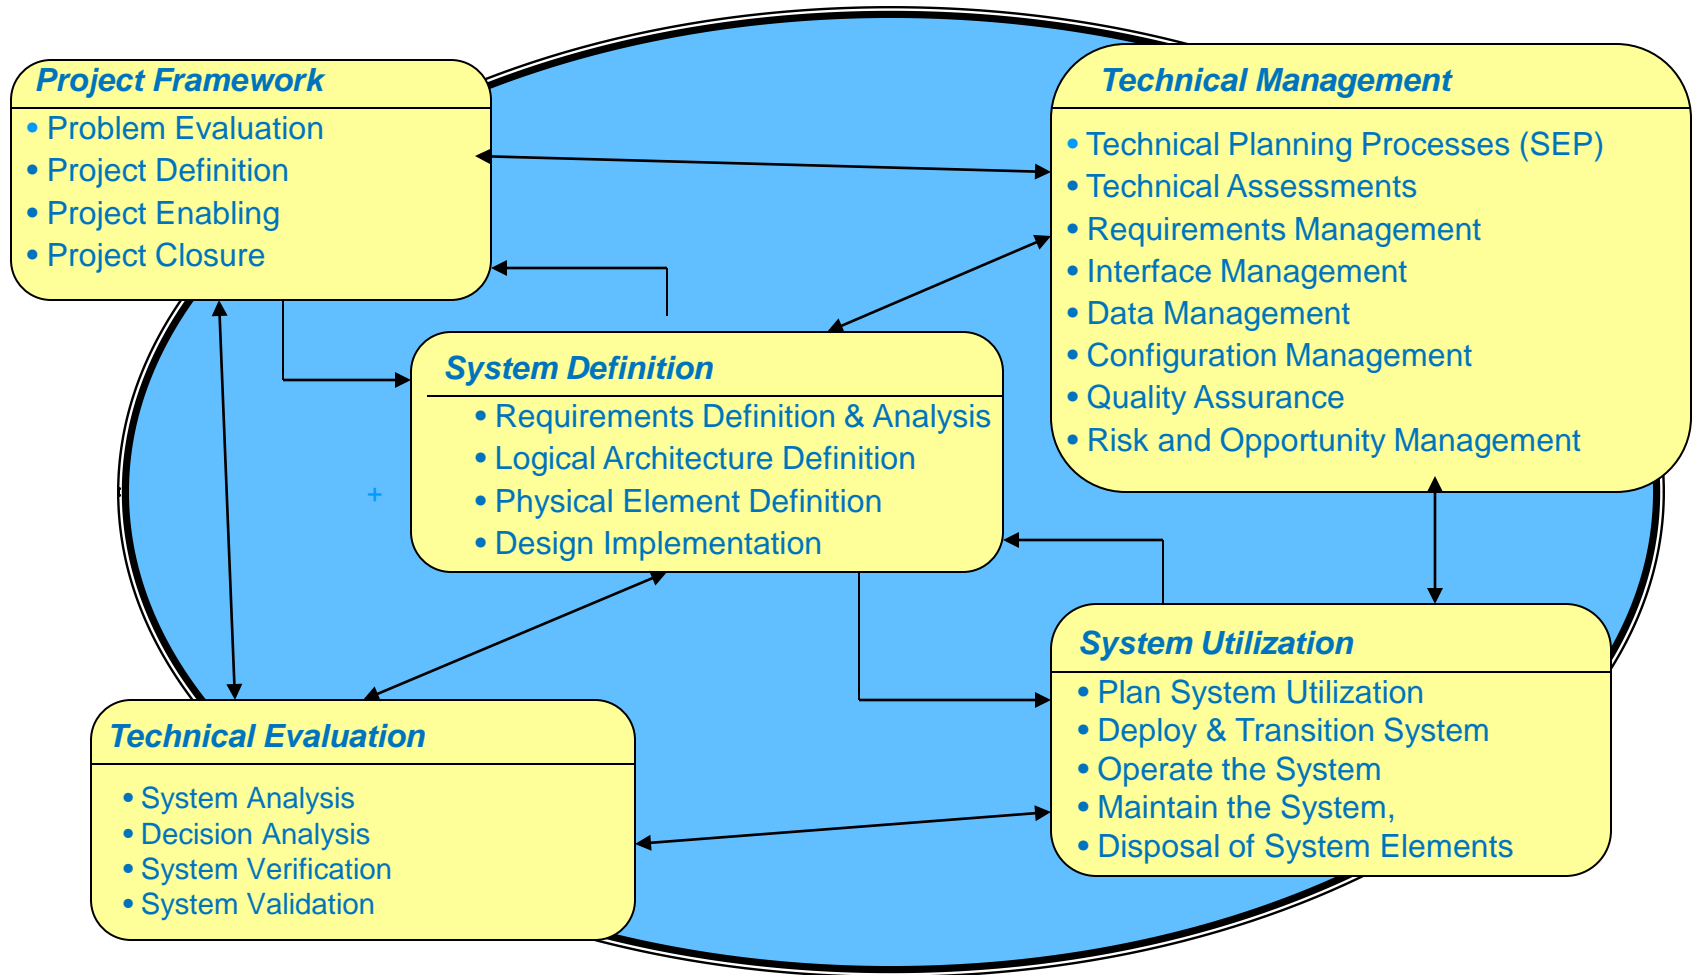 Project Framework
• Problem Evaluation
• Project Definition
• Project Enabling
• Project Closure
Technical Management
• Technical Planning Processes (SEP)
• Technical Assessments
• Requirements Management
• Interface Management
• Data Management
• Configuration Management
• Quality Assurance
• Risk and Opportunity Management
System Definition
• Requirements Definition & Analysis
• Logical Architecture Definition
• Physical Element Definition
• Design Implementation
+
System Utilization
• Plan System Utilization
• Deploy & Transition System
• Operate the System
• Maintain the System,
• Disposal of System Elements
Technical Evaluation
• System Analysis
• Decision Analysis
• System Verification
• System Validation